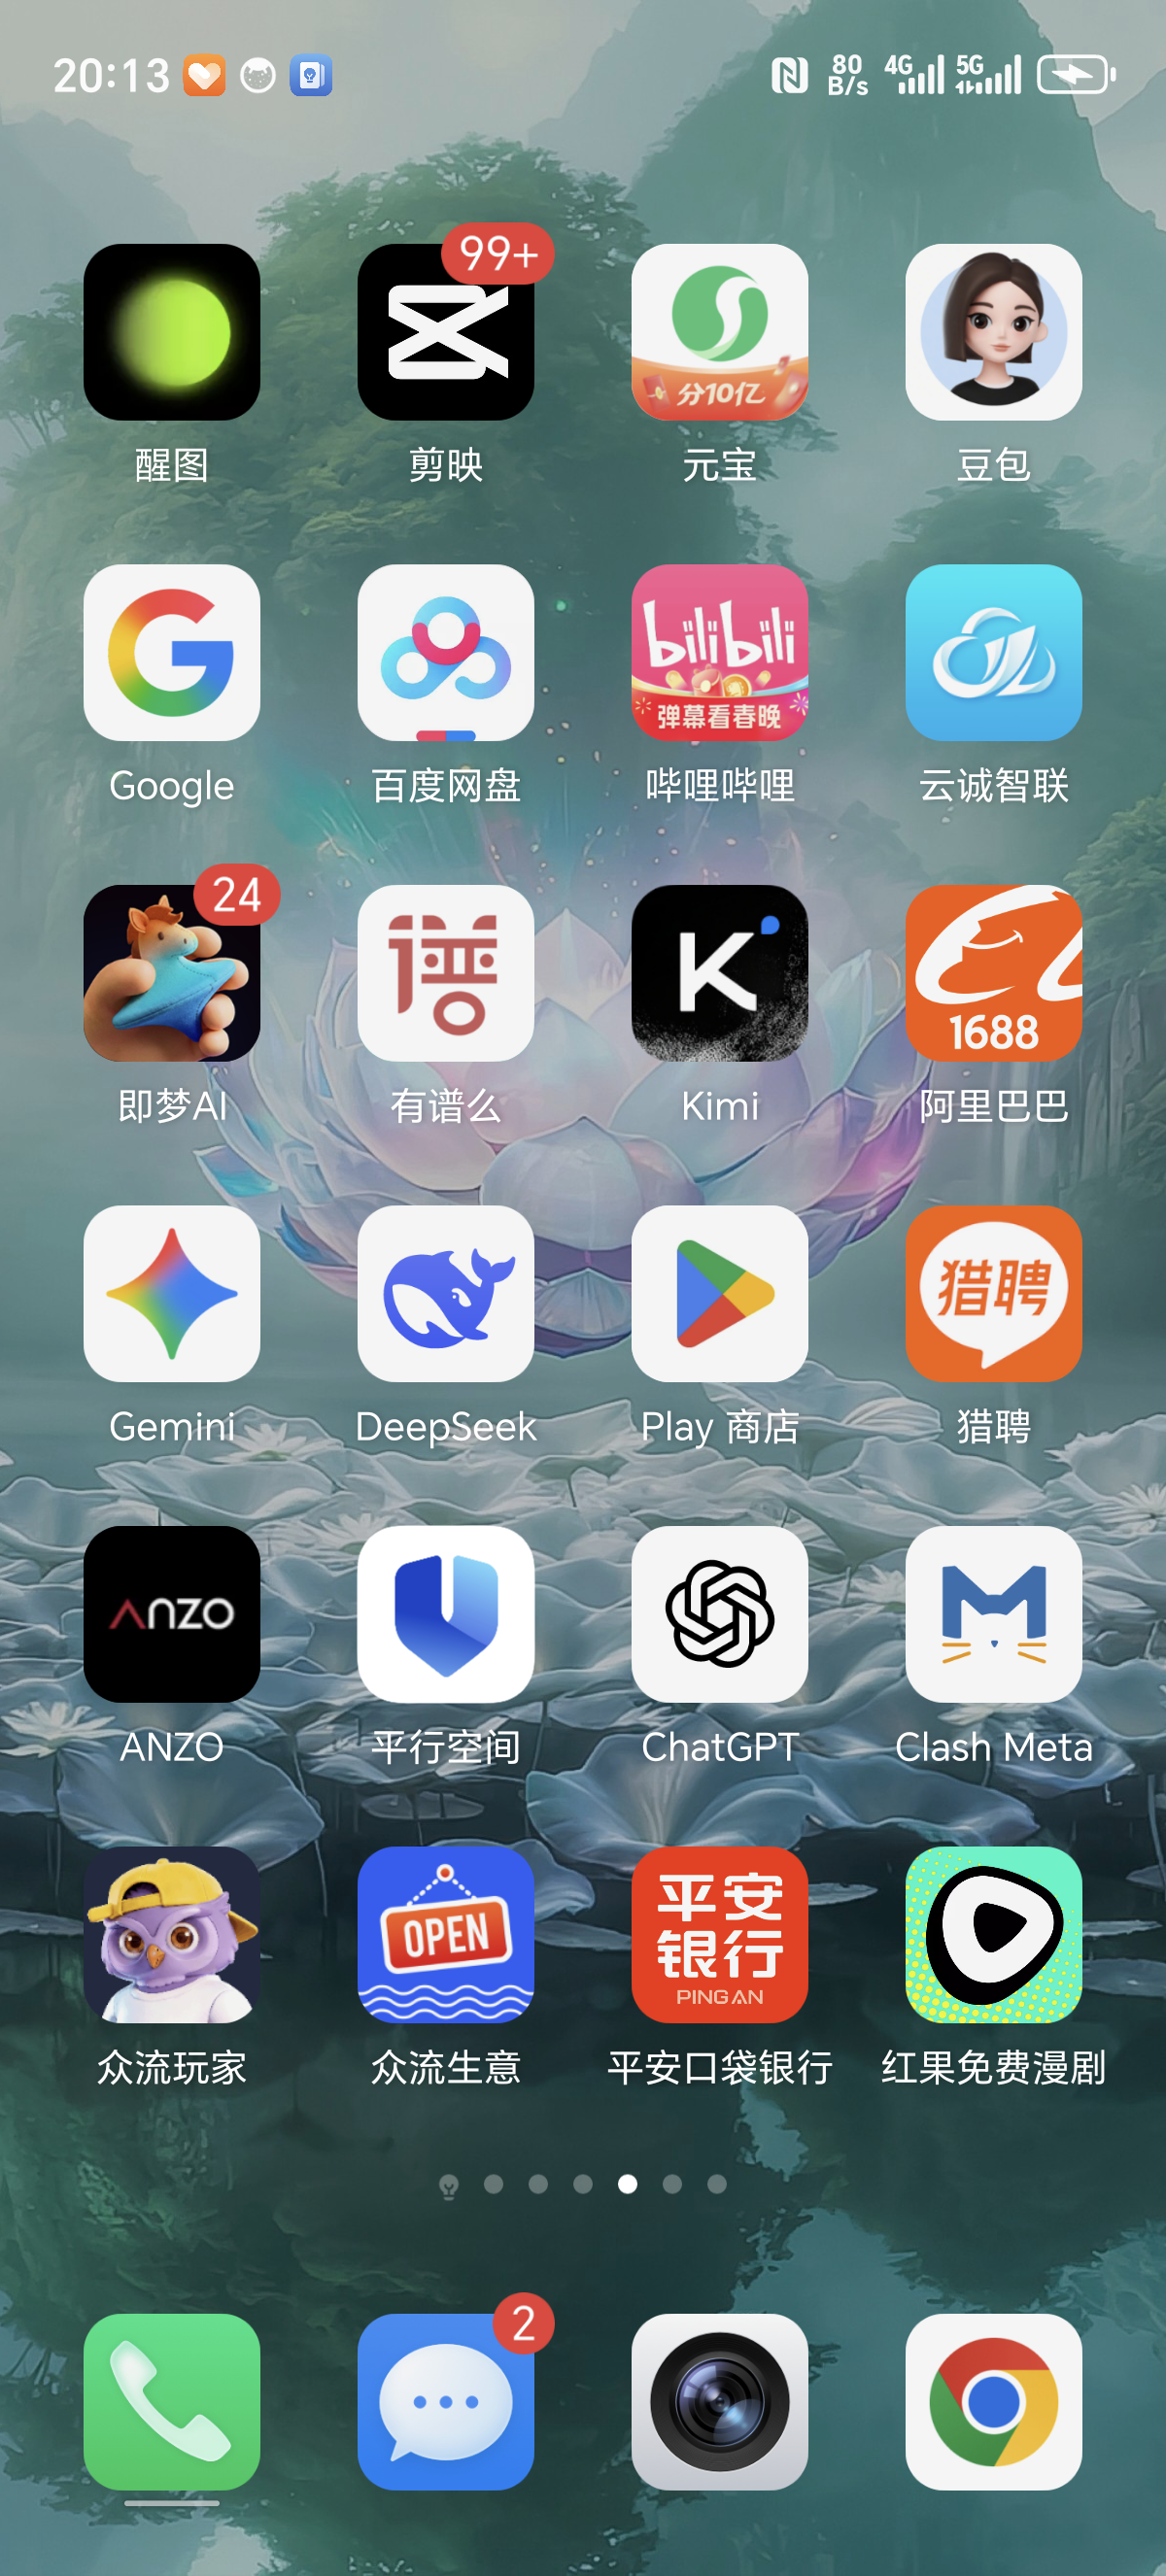 20:13
80 B/s 4G 5G
99+
分10亿
醒图 剪映 元宝 豆包
bilibili
弹幕看春晚
Google 百度网盘 哔哩哔哩 云诚智联
24
谱 K 1688
即梦AI 有谱么 Kimi 阿里巴巴
猎聘
Gemini DeepSeek Play 商店 猎聘
ANZO
ANZO 平行空间 ChatGPT Clash Meta
OPEN
平安
银行
PINGAN
众流玩家 众流生意 平安口袋银行 红果免费漫剧
2